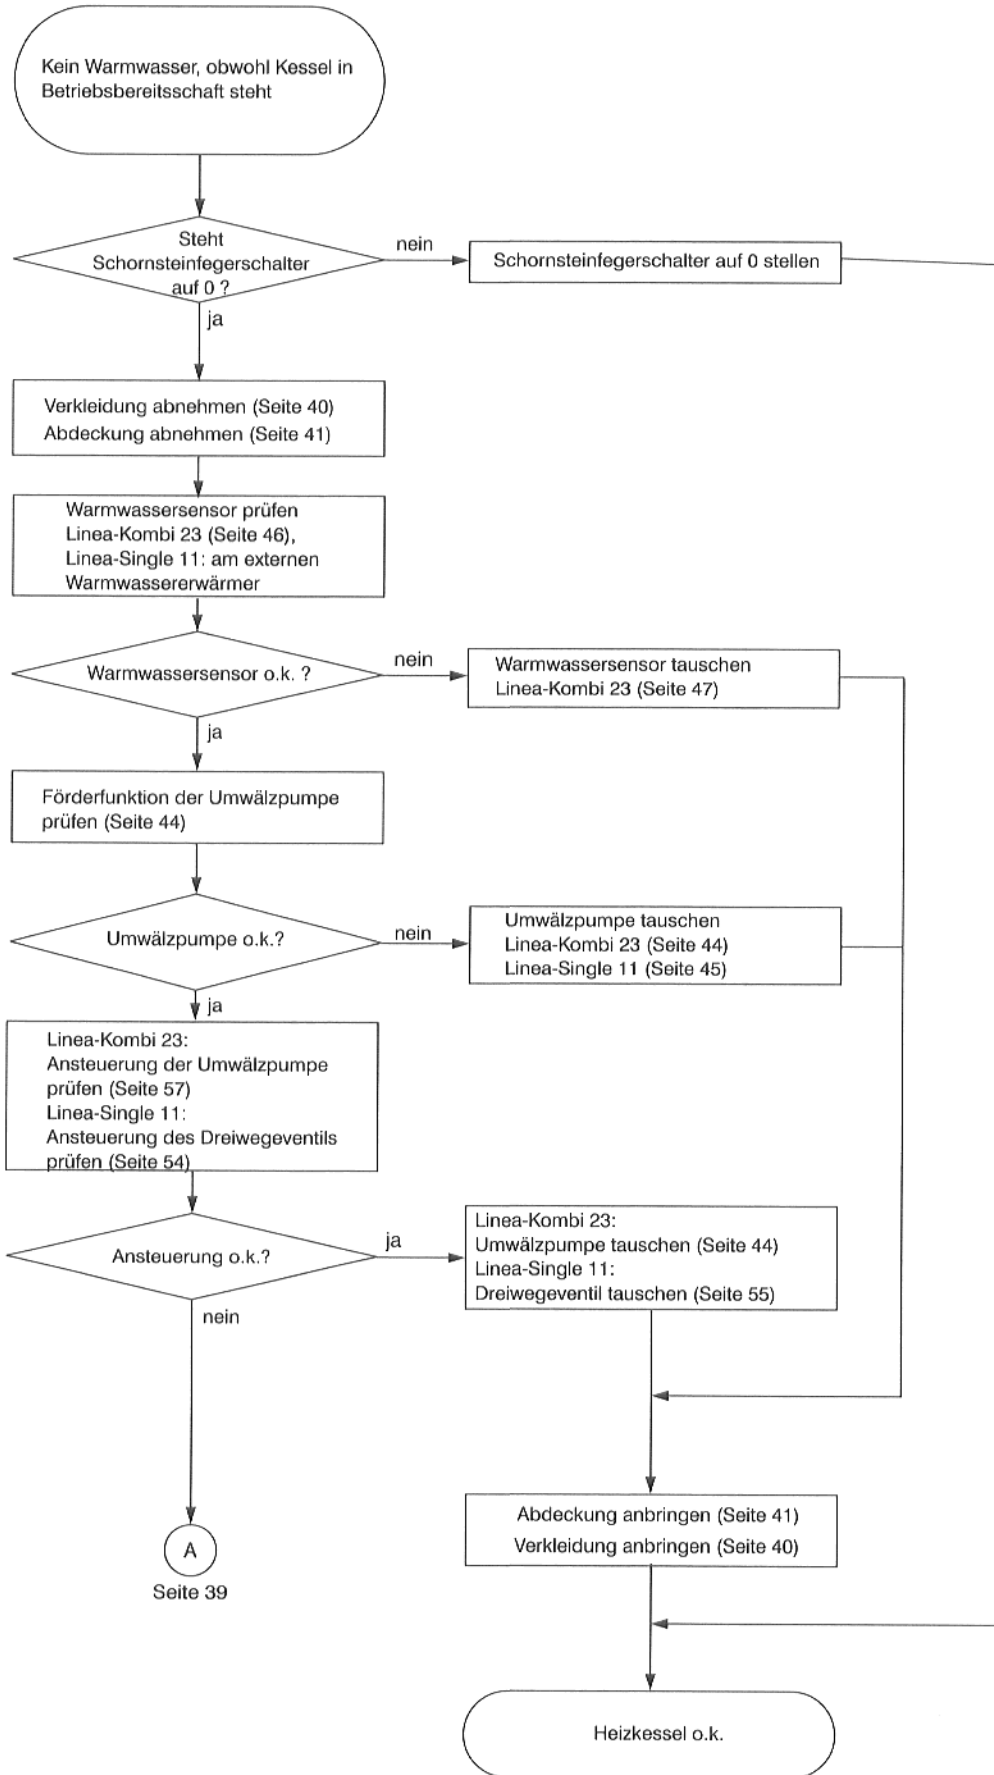 Kein Warmwasser, obwohl Kessel in
Betriebsbereitsschaft steht
Steht
Schornsteinfegerschalter
auf 0 ?
nein
Schornsteinfegerschalter auf 0 stellen
ja
Verkleidung abnehmen (Seite 40)
Abdeckung abnehmen (Seite 41)
Warmwassersensor prüfen
Linea-Kombi 23 (Seite 46),
Linea-Single 11: am externen
Warmwassererwärmer
Warmwassersensor o.k. ?
nein
Warmwassersensor tauschen
Linea-Kombi 23 (Seite 47)
ja
Förderfunktion der Umwälzpumpe
prüfen (Seite 44)
Umwälzpumpe o.k.?
nein
Umwälzpumpe tauschen
Linea-Kombi 23 (Seite 44)
Linea-Single 11 (Seite 45)
ja
Linea-Kombi 23:
Ansteuerung der Umwälzpumpe
prüfen (Seite 57)
Linea-Single 11:
Ansteuerung des Dreiwegeventils
prüfen (Seite 54)
Ansteuerung o.k.?
ja
Linea-Kombi 23:
Umwälzpumpe tauschen (Seite 44)
Linea-Single 11:
Dreiwegeventil tauschen (Seite 55)
nein
Abdeckung anbringen (Seite 41)
Verkleidung anbringen (Seite 40)
A
Seite 39
Heizkessel o.k.